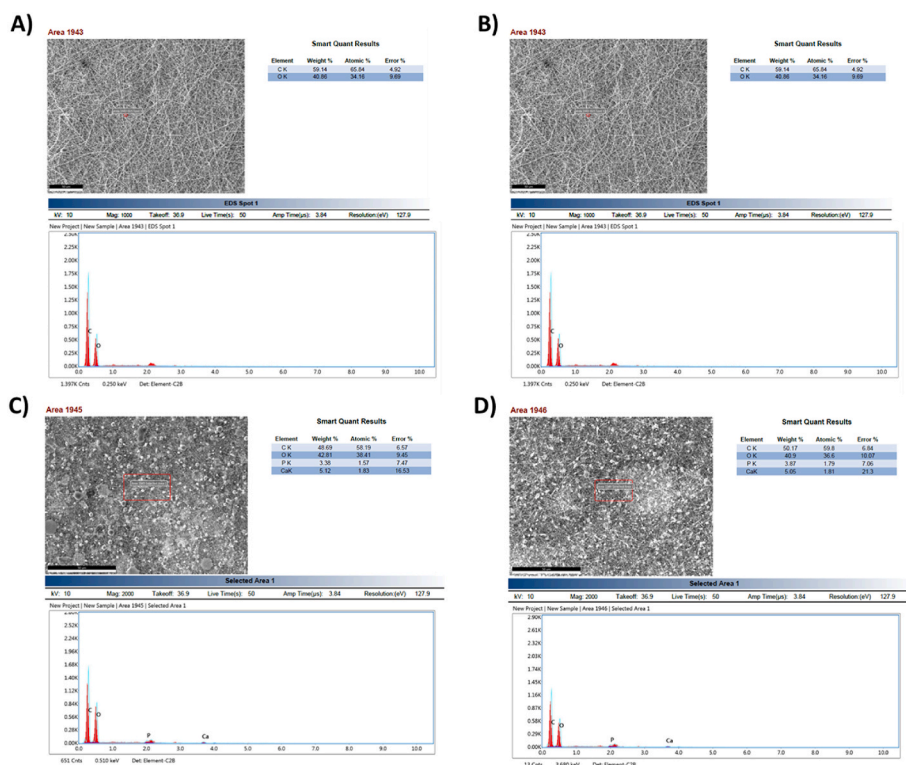 A)
Area 1943
Smart Quant Results
Element Weight % Atomic % Error %
C K 59.14 65.84 4.92
O K 40.86 34.16 9.69
EDS Spot 1
kV: 10 Mag: 1000 Takeoff: 36.9 Live Time(s): 50 Amp Time(µs): 3.84 Resolution:(eV) 127.9
New Project | New Sample | Area 1943 | EDS Spot 1
2.50K
2.25K
2.00K
1.75K
1.50K
1.25K
1.00K
0.75K
0.50K
0.25K
0.00K
C
O
0.0 1.0 2.0 3.0 4.0 5.0 6.0 7.0 8.0 9.0 10.0
1.397K Cnts 0.250 keV Det: Element-C2B
B)
Area 1943
Smart Quant Results
Element Weight % Atomic % Error %
C K 59.14 65.84 4.92
O K 40.86 34.16 9.69
EDS Spot 1
kV: 10 Mag: 1000 Takeoff: 36.9 Live Time(s): 50 Amp Time(µs): 3.84 Resolution:(eV) 127.9
New Project | New Sample | Area 1943 | EDS Spot 1
2.50K
2.25K
2.00K
1.75K
1.50K
1.25K
1.00K
0.75K
0.50K
0.25K
0.00K
C
O
0.0 1.0 2.0 3.0 4.0 5.0 6.0 7.0 8.0 9.0 10.0
1.397K Cnts 0.250 keV Det: Element-C2B
C)
Area 1945
Smart Quant Results
Element Weight % Atomic % Error %
C K 48.69 58.19 6.57
O K 42.81 38.41 9.45
P K 3.38 1.57 7.47
CaK 5.12 1.83 16.53
Selected Area 1
kV: 10 Mag: 2000 Takeoff: 36.9 Live Time(s): 50 Amp Time(µs): 3.84 Resolution:(eV) 127.9
New Project | New Sample | Area 1945 | Selected Area 1
2.80K
2.52K
2.24K
1.96K
1.68K
1.40K
1.12K
0.84K
0.56K
0.28K
0.00K
C
O
P
Ca
0.0 1.0 2.0 3.0 4.0 5.0 6.0 7.0 8.0 9.0 10.0
651 Cnts 0.510 keV Det: Element-C2B
D)
Area 1946
Smart Quant Results
Element Weight % Atomic % Error %
C K 50.17 59.8 6.84
O K 40.9 36.6 10.07
P K 3.87 1.79 7.06
CaK 5.05 1.81 21.3
Selected Area 1
kV: 10 Mag: 2000 Takeoff: 36.9 Live Time(s): 50 Amp Time(µs): 3.84 Resolution:(eV) 127.9
New Project | New Sample | Area 1946 | Selected Area 1
2.90K
2.61K
2.32K
2.03K
1.74K
1.45K
1.16K
0.87K
0.58K
0.29K
0.00K
C
O
P
Ca
0.0 1.0 2.0 3.0 4.0 5.0 6.0 7.0 8.0 9.0 10.0
13 Cnts 3.680 keV Det: Element-C2B